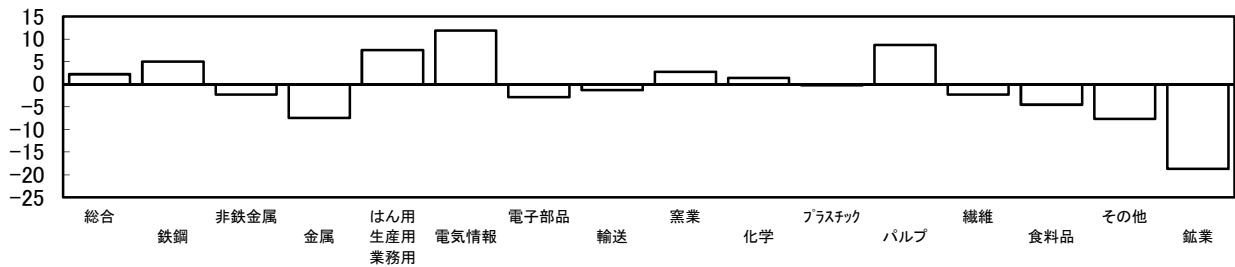 15
10
5
0
-5
-10
-15
-20
-25
総合
鉄鋼
非鉄金属
金属
はん用
生産用
業務用
電気情報
電子部品
輸送
窯業
化学
プラスチック
パルプ
繊維
食料品
その他
鉱業